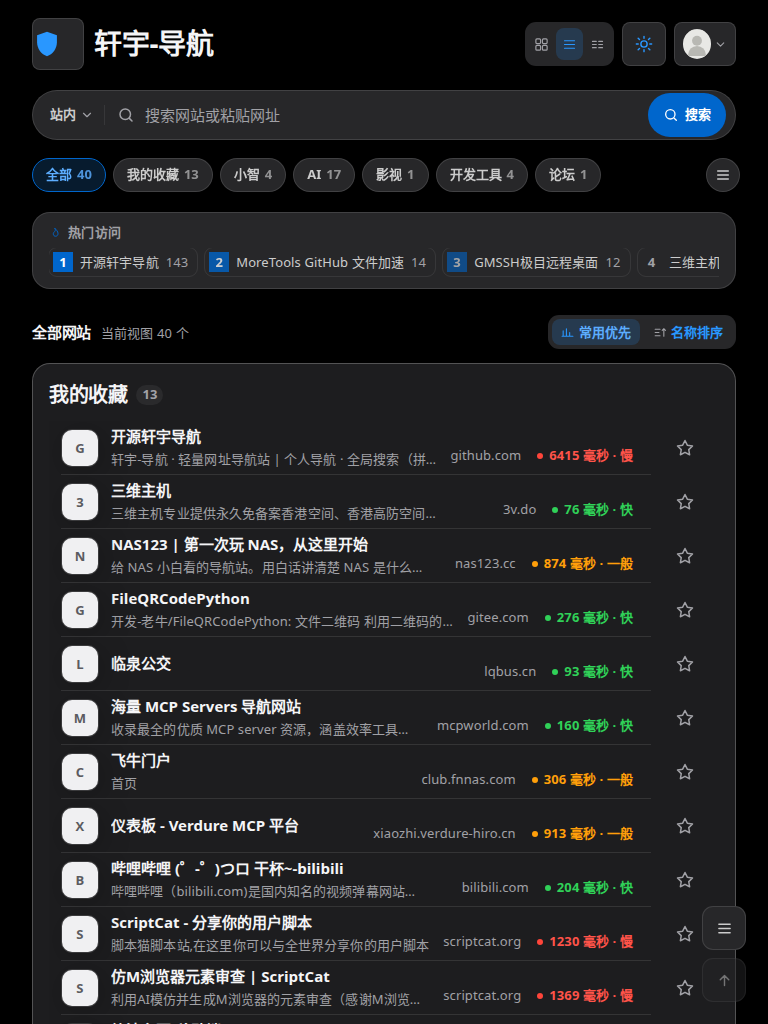 轩宇-导航
站内 搜索网站或粘贴网址 搜索
全部 40 我的收藏 13 小智 4 AI 17 影视 1 开发工具 4 论坛 1
热门访问
1 开源轩宇导航 143 2 MoreTools GitHub 文件加速 14 3 GMSSH极目远程桌面 12 4 三维主机
全部网站 当前视图 40 个 常用优先 名称排序
我的收藏 13
G 开源轩宇导航
轩宇-导航 · 轻量网址导航站 | 个人导航 · 全局搜索（拼... github.com 6415 毫秒 · 慢
3 三维主机
三维主机专业提供永久免备案香港空间、香港高防空间... 3v.do 76 毫秒 · 快
N NAS123 | 第一次玩 NAS，从这里开始
给 NAS 小白看的导航站。用白话讲清楚 NAS 是什么... nas123.cc 874 毫秒 · 一般
G FileQRCodePython
开发-老牛/FileQRCodePython: 文件二维码 利用二维码的... gitee.com 276 毫秒 · 快
L 临泉公交 lqbus.cn 93 毫秒 · 快
M 海量 MCP Servers 导航网站
收录最全的优质 MCP server 资源，涵盖效率工具... mcpworld.com 160 毫秒 · 快
C 飞牛门户
首页 club.fnnas.com 306 毫秒 · 一般
X 仪表板 - Verdure MCP 平台 xiaozhi.verdure-hiro.cn 913 毫秒 · 一般
B 哔哩哔哩 (゜-゜)つロ 干杯~-bilibili
哔哩哔哩（bilibili.com)是国内知名的视频弹幕网站... bilibili.com 204 毫秒 · 快
S ScriptCat - 分享你的用户脚本
脚本猫脚本站,在这里你可以与全世界分享你的用户脚本 scriptcat.org 1230 毫秒 · 慢
S 仿M浏览器元素审查 | ScriptCat
利用AI模仿并生成M浏览器的元素审查（感谢M浏览... scriptcat.org 1369 毫秒 · 慢